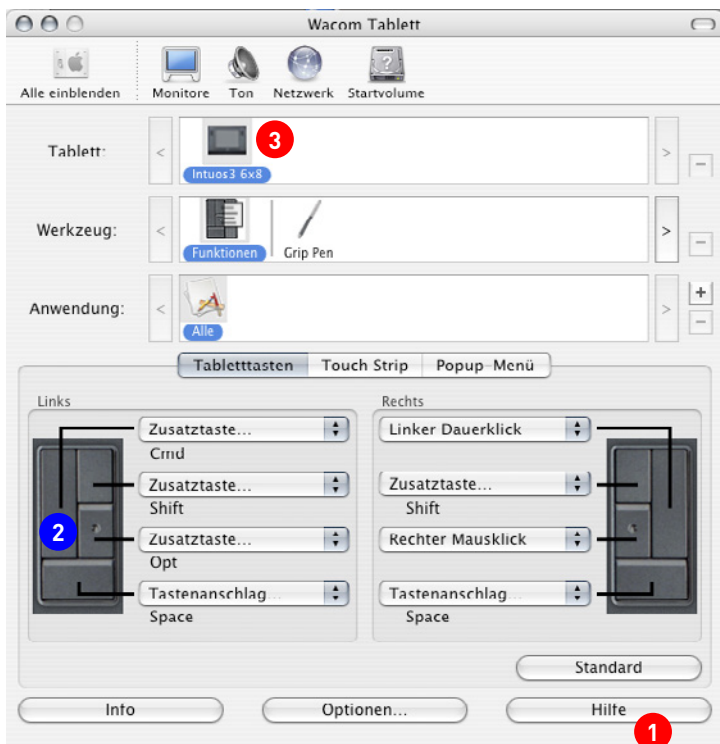 Wacom Tablett
Alle einblenden Monitore Ton Netzwerk Startvolume
Tablett: < 3 > −
Intuos3 6x8
Werkzeug: < > −
Funktionen Grip Pen
Anwendung: < > + −
Alle
Tabletttasten Touch Strip Popup-Menü
Links Rechts
Zusatztaste... Linker Dauerklick
Cmd
Zusatztaste... Zusatztaste...
Shift Shift
2 Zusatztaste... Rechter Mausklick
Opt
Tastenanschlag... Tastenanschlag...
Space Space
Standard
Info Optionen... Hilfe
1